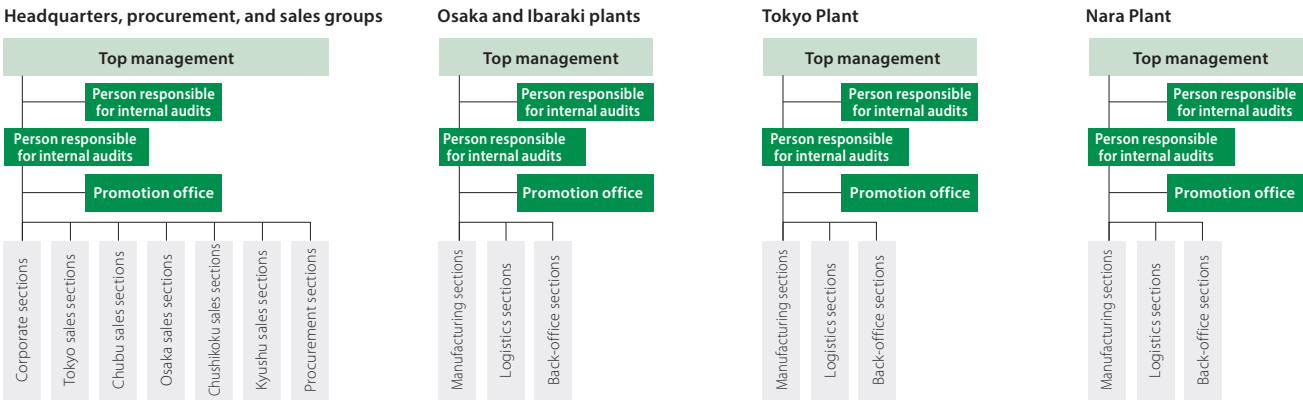 Headquarters, procurement, and sales groups
Top management
Person responsible
for internal audits
Person responsible
for internal audits
Promotion office
Corporate sections
Tokyo sales sections
Chubu sales sections
Osaka sales sections
Chushikoku sales sections
Kyushu sales sections
Procurement sections
Osaka and Ibaraki plants
Top management
Person responsible
for internal audits
Person responsible
for internal audits
Promotion office
Manufacturing sections
Logistics sections
Back-office sections
Tokyo Plant
Top management
Person responsible
for internal audits
Person responsible
for internal audits
Promotion office
Manufacturing sections
Logistics sections
Back-office sections
Nara Plant
Top management
Person responsible
for internal audits
Person responsible
for internal audits
Promotion office
Manufacturing sections
Logistics sections
Back-office sections